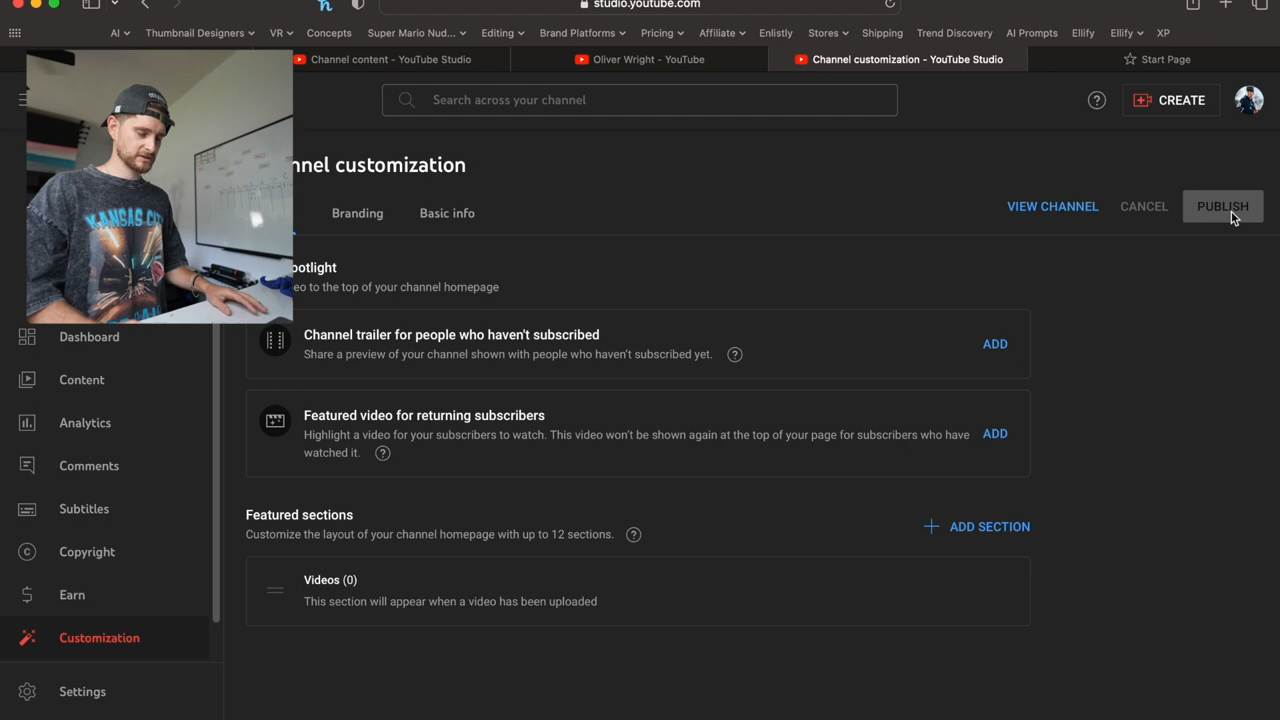 studio.youtube.com
AI
Thumbnail Designers
VR
Concepts
Super Mario Nud...
Editing
Brand Platforms
Pricing
Affiliate
Enlistly
Stores
Shipping
Trend Discovery
AI Prompts
Ellify
Ellify
XP
Channel content - YouTube Studio
Oliver Wright - YouTube
Channel customization - YouTube Studio
Start Page
Search across your channel
CREATE
nnel customization
Branding
Basic info
VIEW CHANNEL
CANCEL
PUBLISH
potlight
eo to the top of your channel homepage
Channel trailer for people who haven't subscribed
Share a preview of your channel shown with people who haven't subscribed yet.
ADD
Featured video for returning subscribers
Highlight a video for your subscribers to watch. This video won't be shown again at the top of your page for subscribers who have
watched it.
ADD
Featured sections
Customize the layout of your channel homepage with up to 12 sections.
ADD SECTION
Videos (0)
This section will appear when a video has been uploaded
Dashboard
Content
Analytics
Comments
Subtitles
Copyright
Earn
Customization
Settings
KANSAS CI